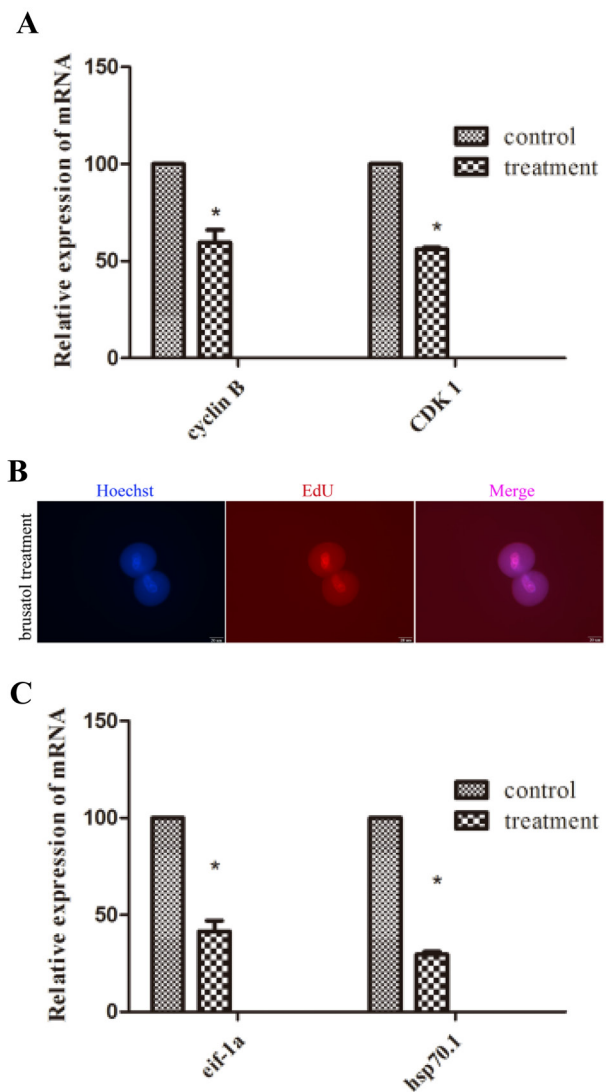 A
Relative expression of mRNA
150
100
50
0
control
treatment
*
*
cyclin B
CDK 1
B
Hoechst
EdU
Merge
brusatol treatment
C
Relative expression of mRNA
150
100
50
0
control
treatment
*
*
eif-1a
hsp70.1